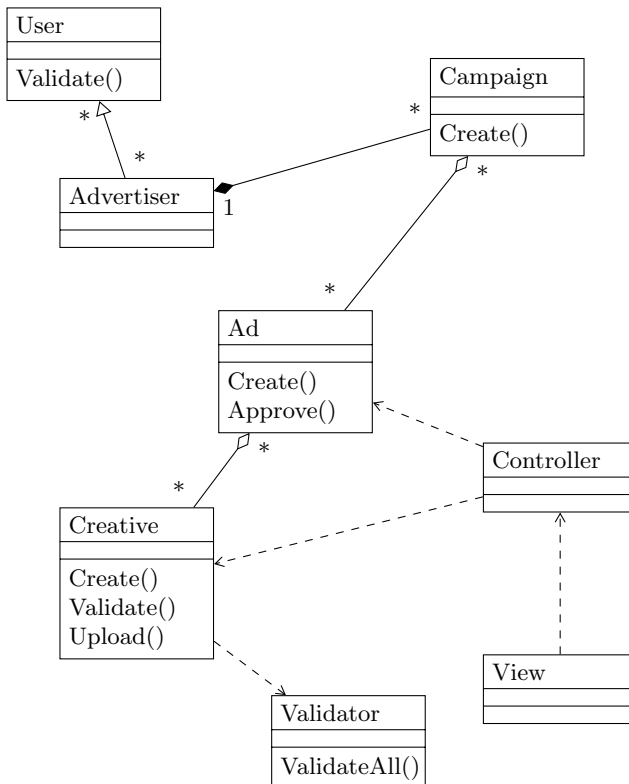 User
Validate()
*
Campaign
*
Create()
*
*
Advertiser
1
*
Ad
Create()
Approve()
*
*
Controller
Creative
Create()
Validate()
Upload()
View
Validator
ValidateAll()